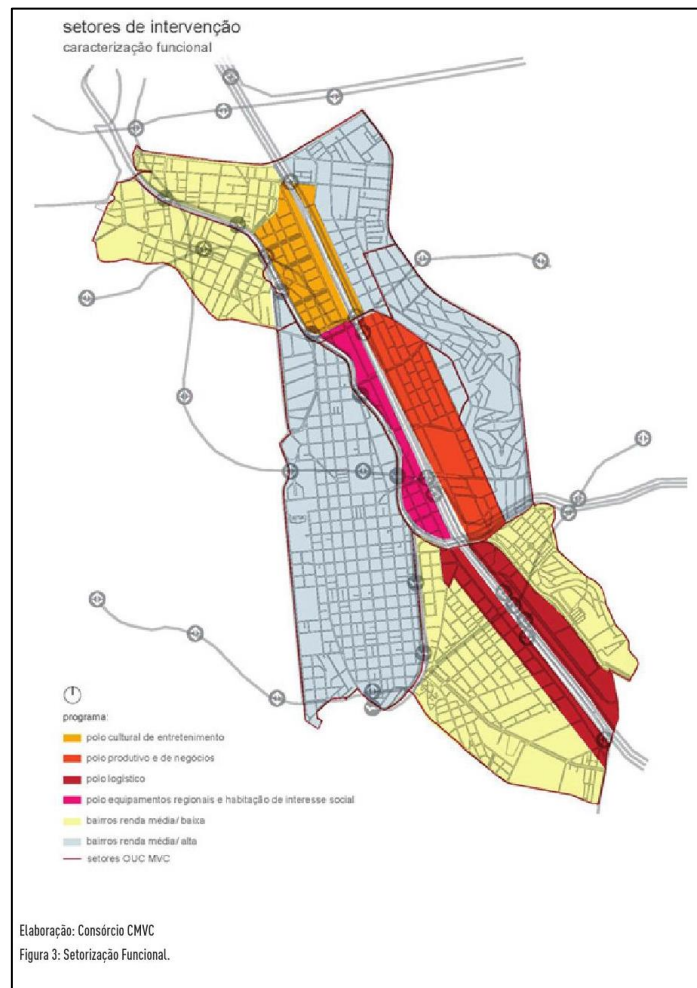 setores de intervenção
caracterização funcional
programa:
polo cultural de entretenimento
polo produtivo e de negócios
polo logístico
polo equipamentos regionais e habitação de interesse social
bairros renda média/ baixa
bairros renda média/ alta
setores OUC MVC
Elaboração: Consórcio CMVC
Figura 3: Setorização Funcional.